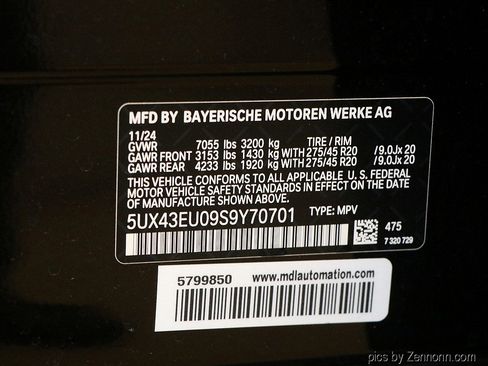 MFD BY BAYERISCHE MOTOREN WERKE AG
11/24
GVWR 7055 lbs 3200 kg TIRE / RIM
GAWR FRONT 3153 lbs 1430 kg WITH 275/45 R20 /9.0Jx 20
GAWR REAR 4233 lbs 1920 kg WITH 275/45 R20 /9.0Jx 20
THIS VEHICLE CONFORMS TO ALL APPLICABLE U. S. FEDERAL
MOTOR VEHICLE SAFETY STANDARDS IN EFFECT ON THE DATE
OF MANUFACTURE SHOWN ABOVE.
5UX43EU09S9Y70701 TYPE: MPV
475
7 320 729
5799850 www.mdlautomation.com
pics by Zennonn.com